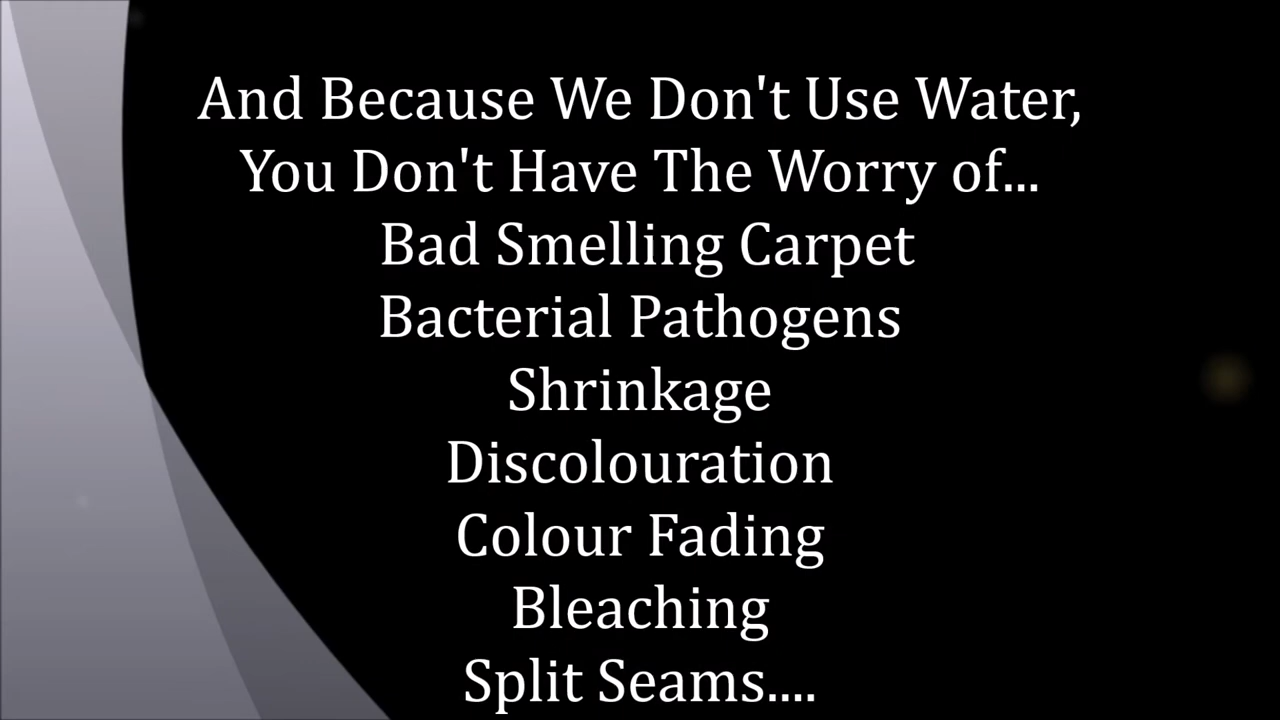 And Because We Don't Use Water,
You Don't Have The Worry of...
Bad Smelling Carpet
Bacterial Pathogens
Shrinkage
Discolouration
Colour Fading
Bleaching
Split Seams....